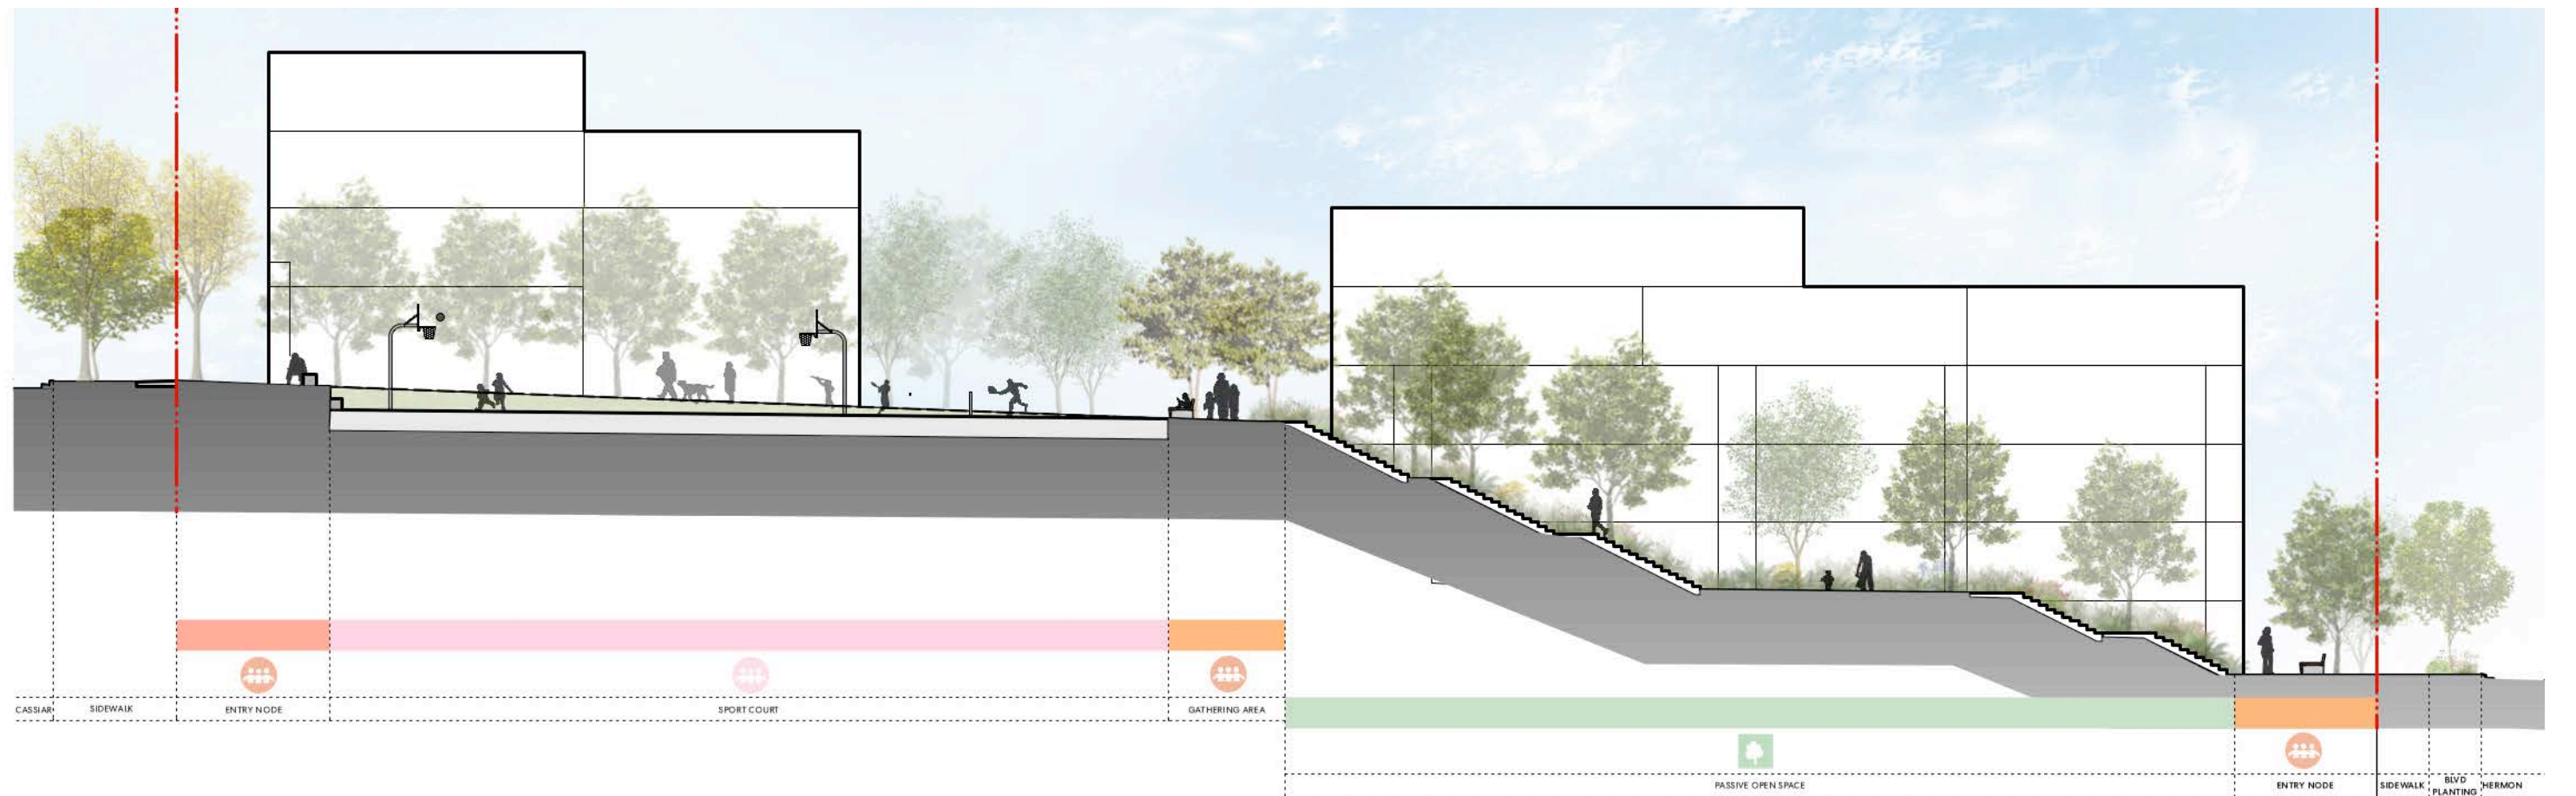 CASSIAR
SIDEWALK
ENTRY NODE
SPORT COURT
GATHERING AREA
PASSIVE OPEN SPACE
ENTRY NODE
SIDEWALK
BLVD
PLANTING
HERMON